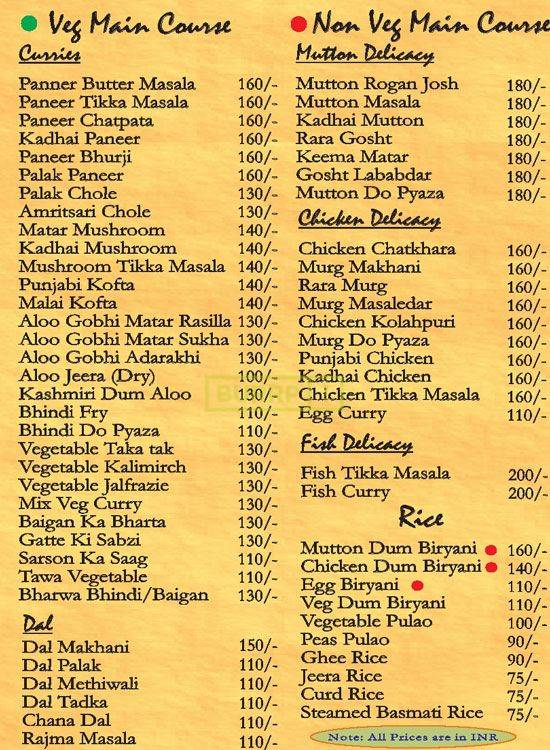 Veg Main Course
Curries
Panner Butter Masala 160/-
Paneer Tikka Masala 160/-
Paneer Chatpata 160/-
Kadhai Paneer 160/-
Paneer Bhurji 160/-
Palak Paneer 160/-
Palak Chole 130/-
Amritsari Chole 130/-
Matar Mushroom 140/-
Kadhai Mushroom 140/-
Mushroom Tikka Masala 140/-
Punjabi Kofta 140/-
Malai Kofta 140/-
Aloo Gobhi Matar Rasilla 130/-
Aloo Gobhi Matar Sukha 130/-
Aloo Gobhi Adarakhi 130/-
Aloo Jeera (Dry) 100/-
Kashmiri Dum Aloo 130/-
Bhindi Fry 110/-
Bhindi Do Pyaza 110/-
Vegetable Taka tak 130/-
Vegetable Kalimirch 130/-
Vegetable Jalfrazie 130/-
Mix Veg Curry 130/-
Baigan Ka Bharta 130/-
Gatte Ki Sabzi 130/-
Sarson Ka Saag 110/-
Tawa Vegetable 110/-
Bharwa Bhindi/Baigan 130/-
Dal
Dal Makhani 150/-
Dal Palak 110/-
Dal Methiwali 110/-
Dal Tadka 110/-
Chana Dal 110/-
Rajma Masala 110/-
Non Veg Main Course
Mutton Delicacy
Mutton Rogan Josh 180/-
Mutton Masala 180/-
Kadhai Mutton 180/-
Rara Gosht 180/-
Keema Matar 180/-
Gosht Lababdar 180/-
Mutton Do Pyaza 180/-
Chicken Delicacy
Chicken Chatkhara 160/-
Murg Makhani 160/-
Rara Murg 160/-
Murg Masaledar 160/-
Chicken Kolahpuri 160/-
Murg Do Pyaza 160/-
Punjabi Chicken 160/-
Kadhai Chicken 160/-
Chicken Tikka Masala 160/-
Egg Curry 110/-
Fish Delicacy
Fish Tikka Masala 200/-
Fish Curry 200/-
Rice
Mutton Dum Biryani 160/-
Chicken Dum Biryani 140/-
Egg Biryani 110/-
Veg Dum Biryani 110/-
Vegetable Pulao 100/-
Peas Pulao 90/-
Ghee Rice 90/-
Jeera Rice 75/-
Curd Rice 75/-
Steamed Basmati Rice 75/-
Note: All Prices are in INR